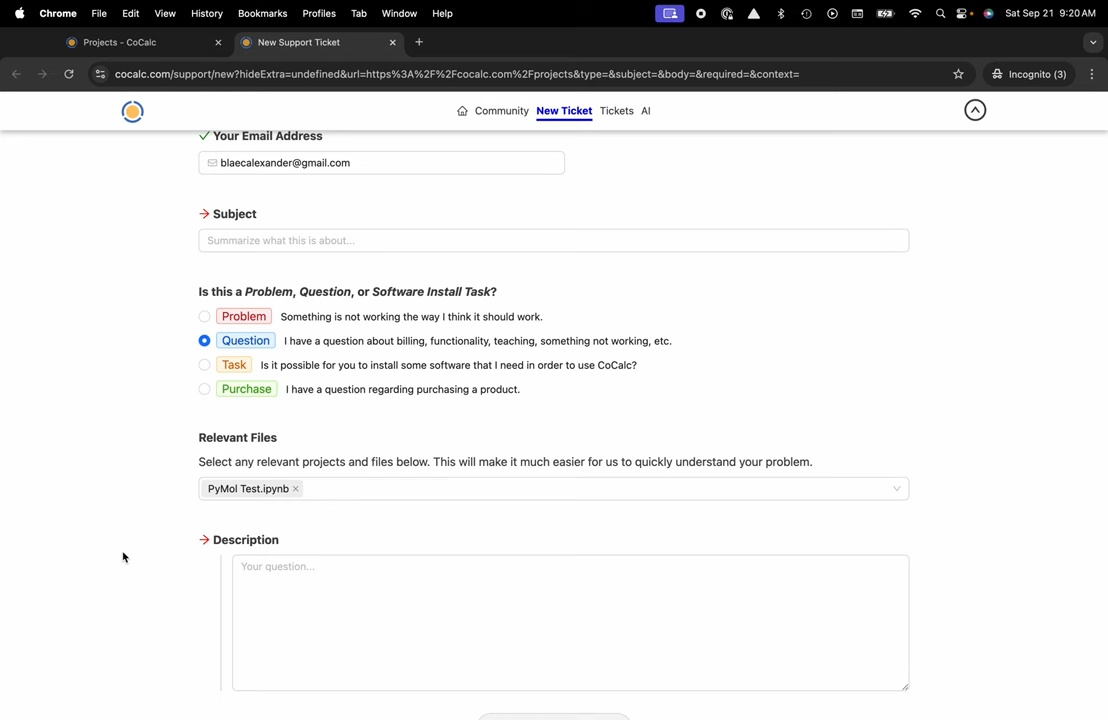 Chrome File Edit View History Bookmarks Profiles Tab Window Help Sat Sep 21 9:20 AM
Projects - CoCalc
New Support Ticket
cocalc.com/support/new?hideExtra=undefined&url=https%3A%2F%2Fcocalc.com%2Fprojects&type=&subject=&body=&required=&context=
Incognito (3)
Community New Ticket Tickets AI
Your Email Address
blaecalexander@gmail.com
Subject
Summarize what this is about...
Is this a Problem, Question, or Software Install Task?
Problem Something is not working the way I think it should work.
Question I have a question about billing, functionality, teaching, something not working, etc.
Task Is it possible for you to install some software that I need in order to use CoCalc?
Purchase I have a question regarding purchasing a product.
Relevant Files
Select any relevant projects and files below. This will make it much easier for us to quickly understand your problem.
PyMol Test.ipynb
Description
Your question...